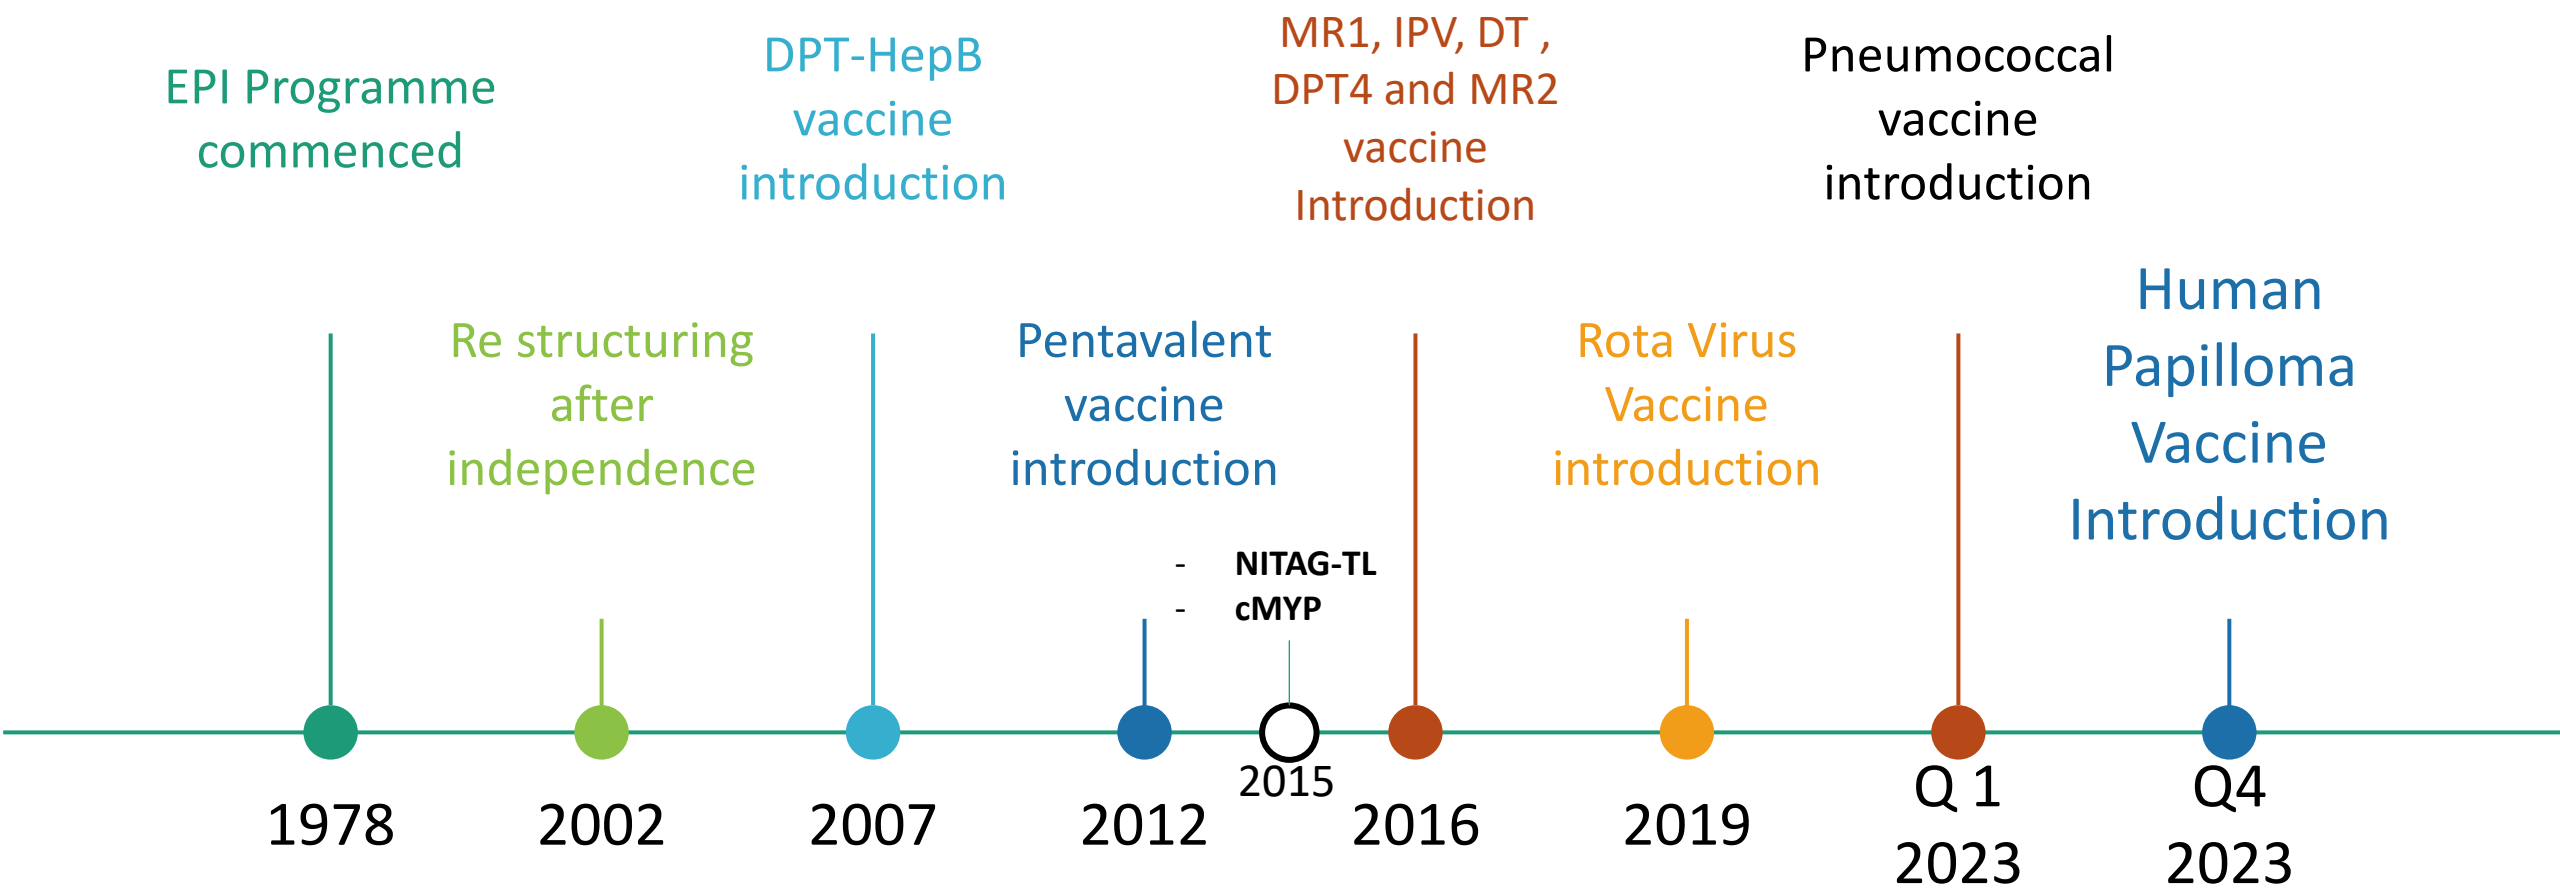 EPI Programme
commenced
1978
Re structuring
after
independence
2002
DPT-HepB
vaccine
introduction
2007
Pentavalent
vaccine
introduction
2012
- NITAG-TL
- cMYP
2015
MR1, IPV, DT ,
DPT4 and MR2
vaccine
Introduction
2016
Rota Virus
Vaccine
introduction
2019
Pneumococcal
vaccine
introduction
Q 1
2023
Human
Papilloma
Vaccine
Introduction
Q4
2023